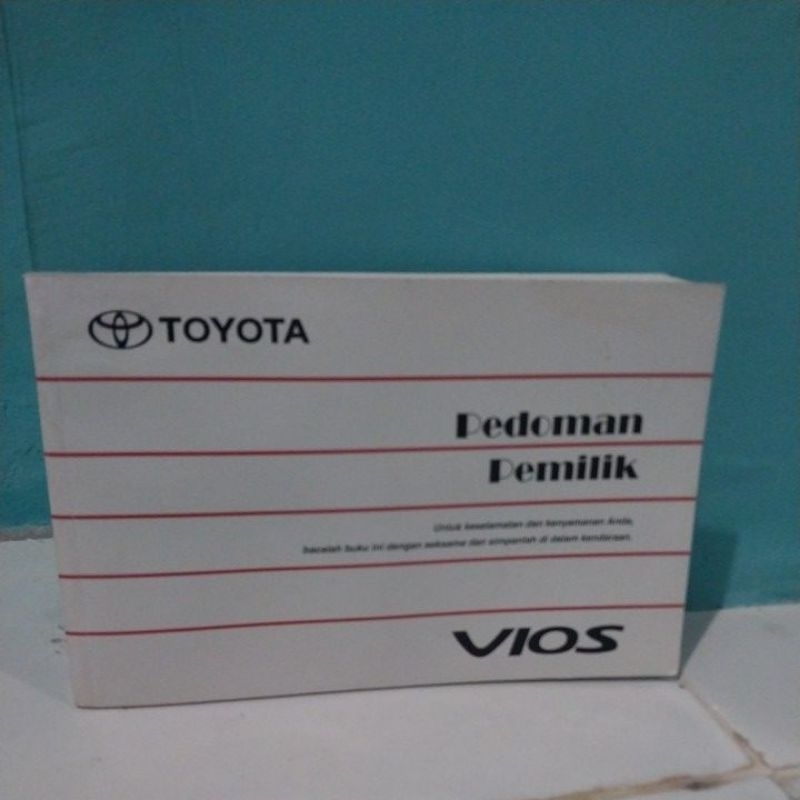 TOYOTA
Pedoman
Pemilik
Untuk keselamatan dan kenyamanan Anda,
bacalah buku ini dengan seksama dan simpanlah di dalam kendaraan.
VIOS